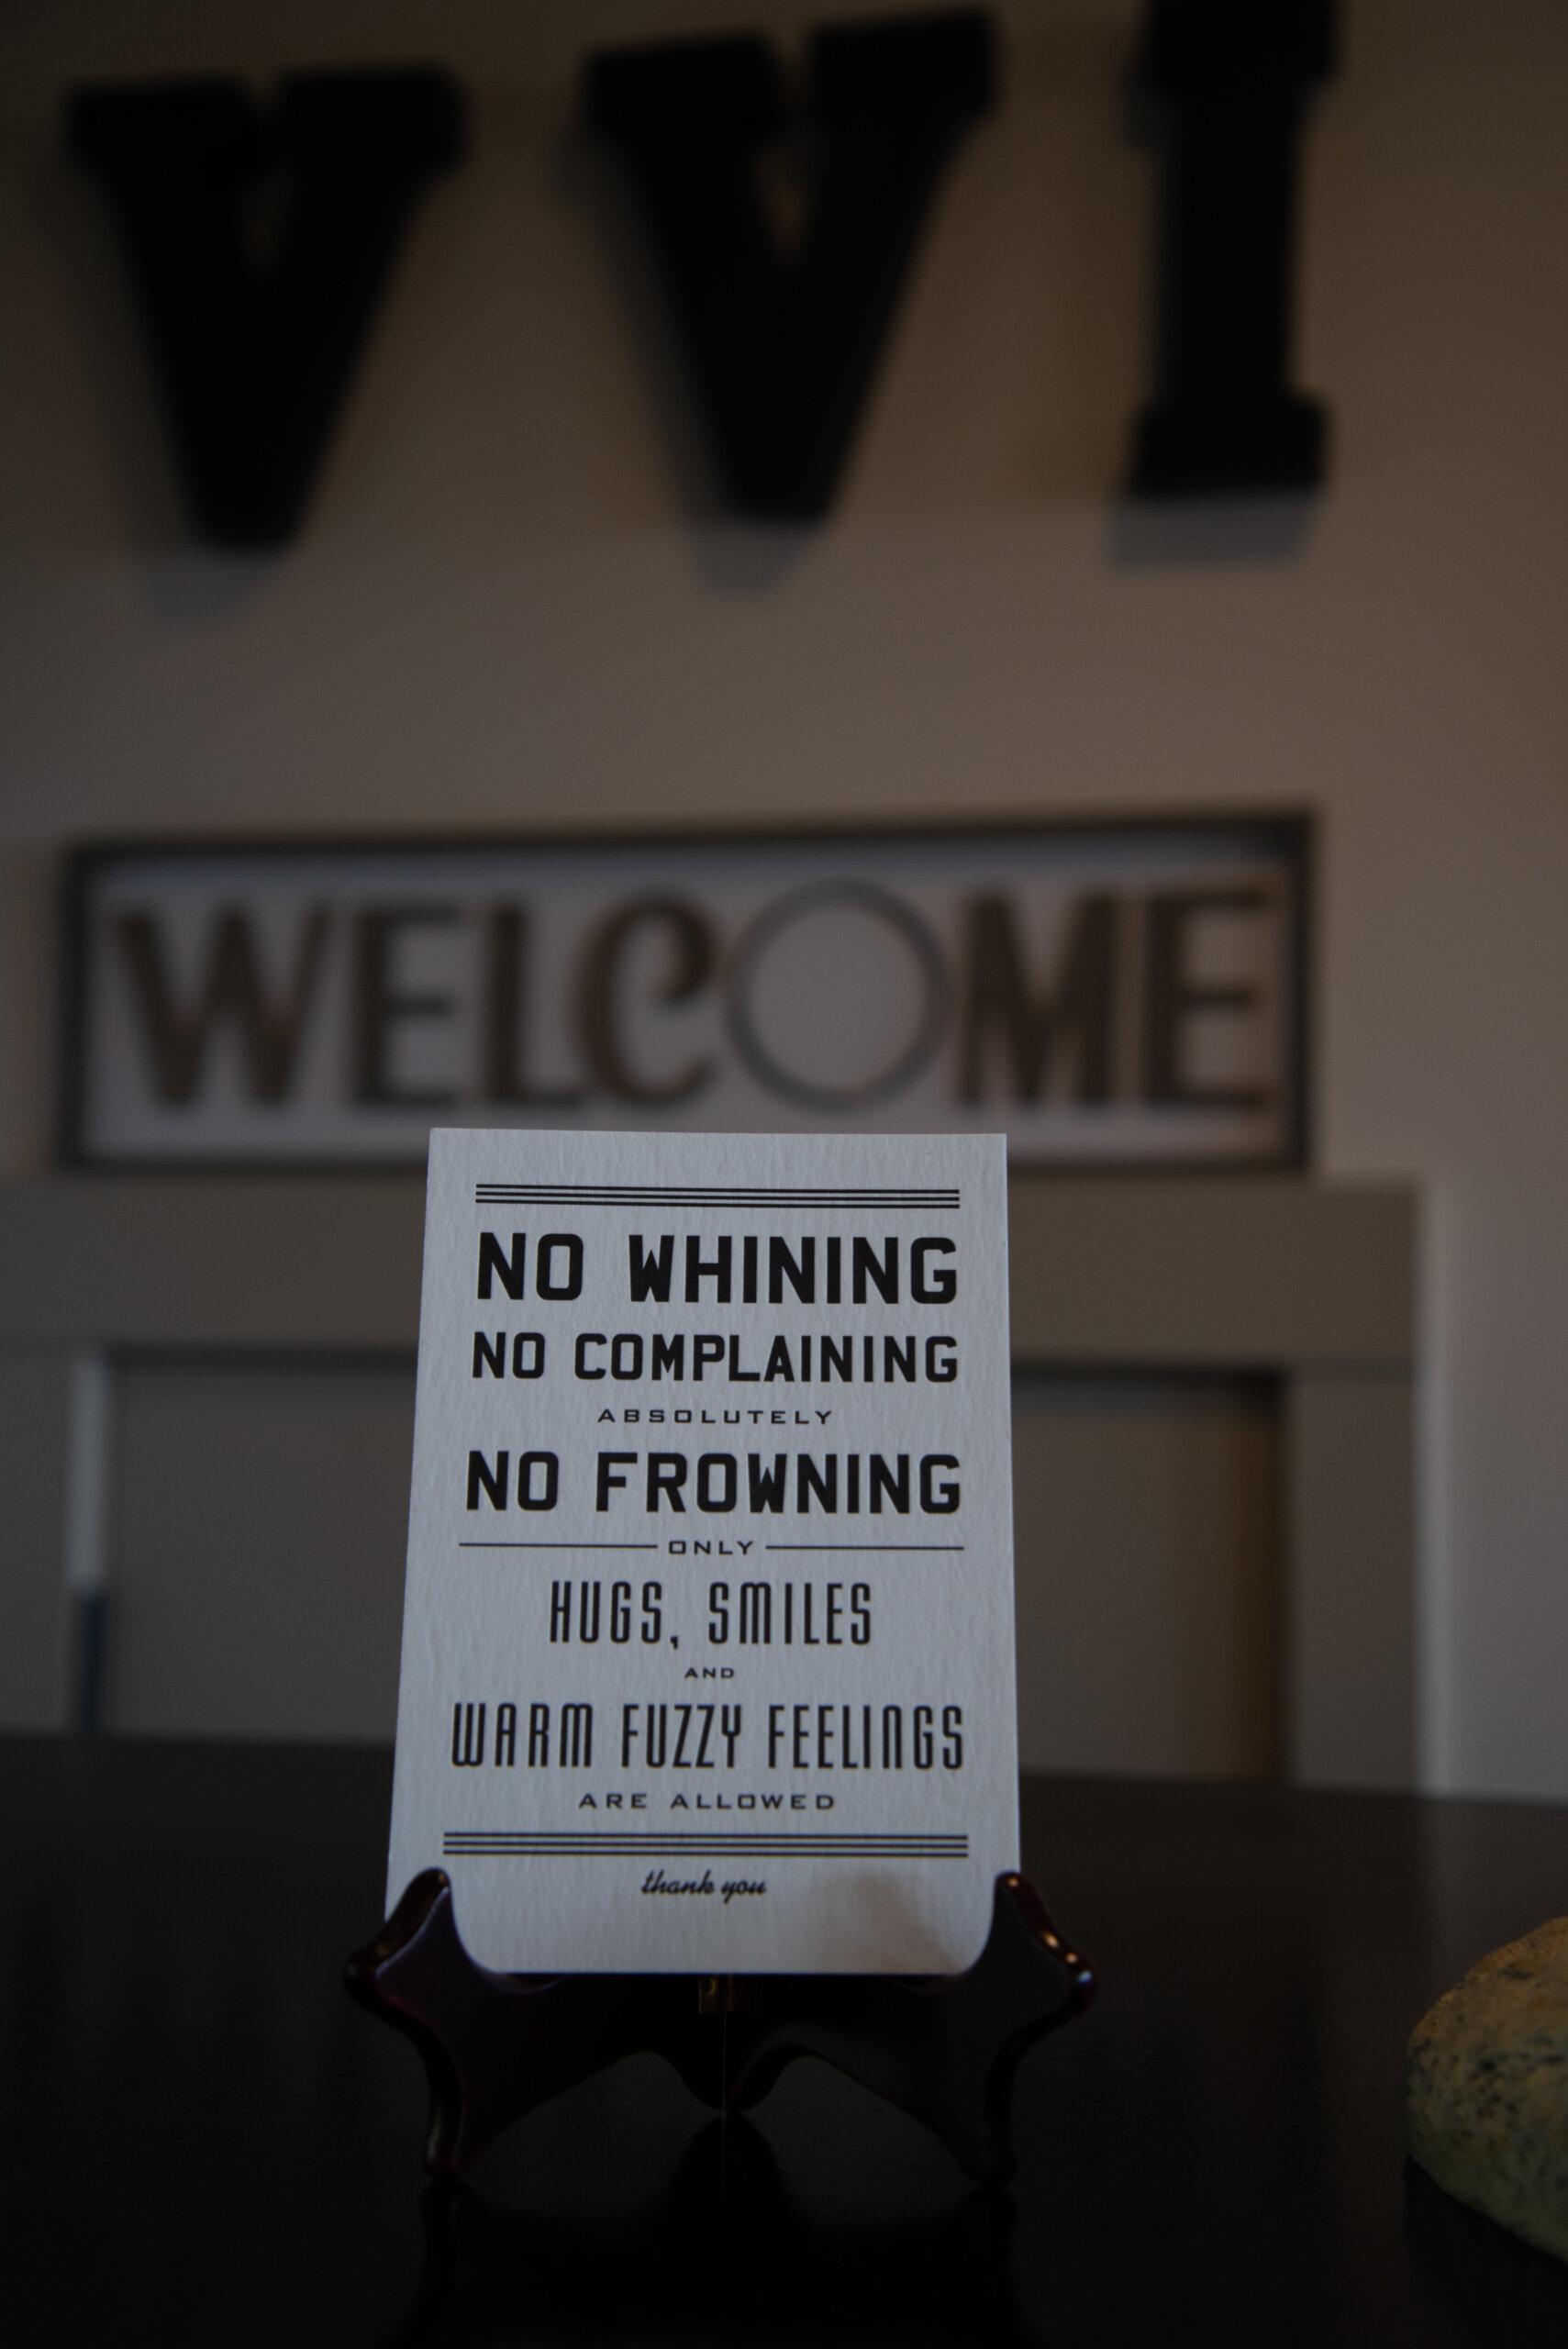 VVI
WELCOME
NO WHINING
NO COMPLAINING
ABSOLUTELY
NO FROWNING
ONLY
HUGS, SMILES
AND
WARM FUZZY FEELINGS
ARE ALLOWED
thank you